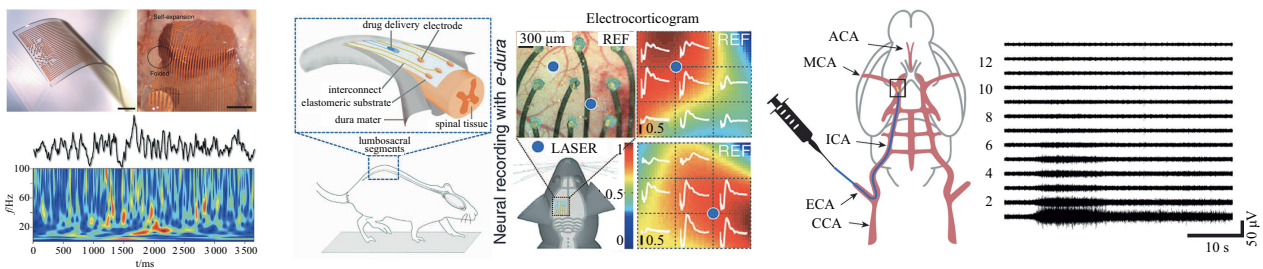 Self-expansion
Folded
f/Hz
100
60
20
0 500 1000 1500 2000 2500 3000 3500
t/ms
drug delivery
electrode
interconnect
elastomeric substrate
dura mater
spinal tissue
lumbosacral
segments
Neural recording with e-dura
Electrocorticogram
300 μm
REF
REF
0.5
LASER
1
0.5
0
REF
0.5
ACA
MCA
ICA
ECA
CCA
12
10
8
6
4
4
2
50 μV
10 s